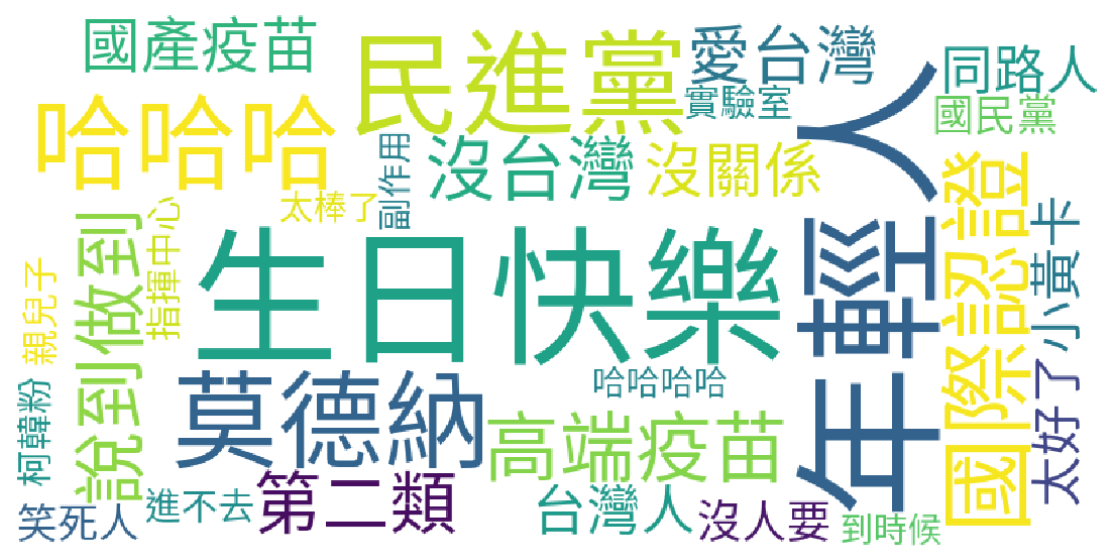 國產疫苗
民進黨
愛台灣
同路人
實驗室
國民黨
哈哈哈
沒台灣
沒關係
副作用
太棒了
年輕人
國際認證
小黃卡
太好了
說到做到
指揮中心
親兒子
生日快樂
柯韓粉
莫德納
哈哈哈哈
高端疫苗
第二類
台灣人
沒人要
到時候
進不去
笑死人